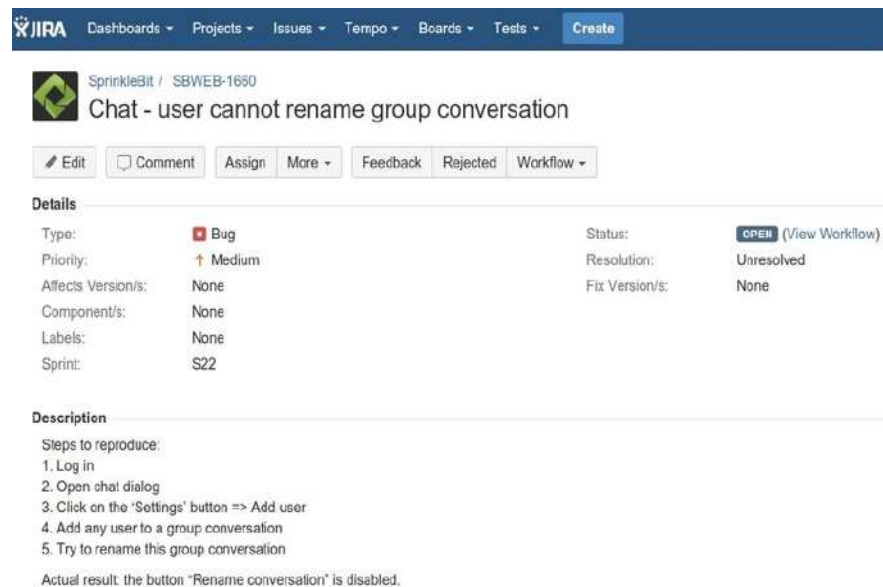 JIRA Dashboards Projects Issues Tempo Boards Tests Create
SprinkleBit / SBWEB-1660
Chat - user cannot rename group conversation
Edit Comment Assign More Feedback Rejected Workflow
Details
Type: Bug Status: OPEN (View Workflow)
Priority: Medium Resolution: Unresolved
Affects Version/s: None Fix Version/s: None
Component/s: None
Labels: None
Sprint: S22
Description
Steps to reproduce:
1. Log in
2. Open chat dialog
3. Click on the 'Settings' button => Add user
4. Add any user to a group conversation
5. Try to rename this group conversation
Actual result: the button "Rename conversation" is disabled.